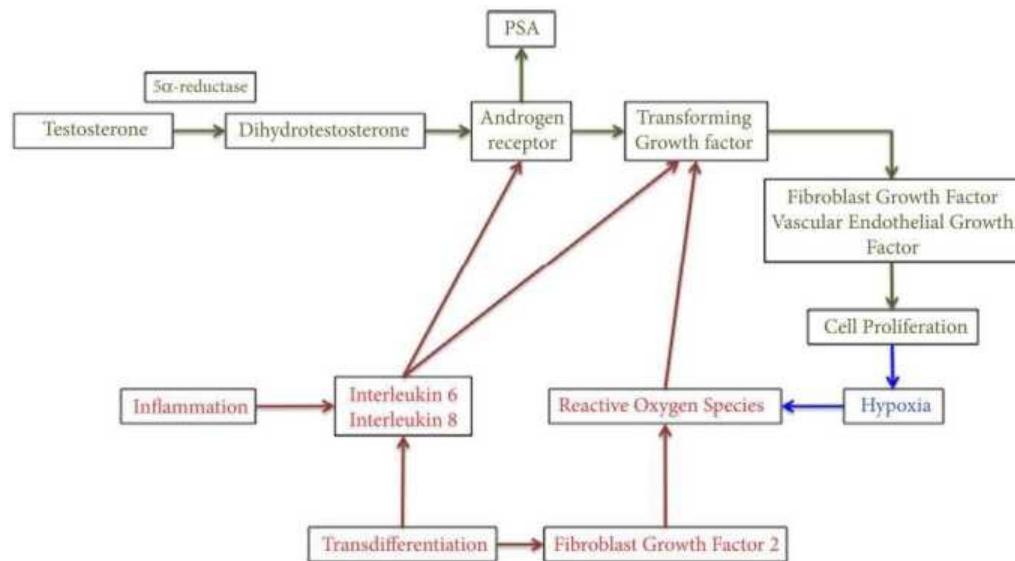 PSA
5α-reductase
Testosterone
Dihydrotestosterone
Androgen
receptor
Transforming
Growth factor
Fibroblast Growth Factor
Vascular Endothelial Growth
Factor
Cell Proliferation
Inflammation
Interleukin 6
Interleukin 8
Reactive Oxygen Species
Hypoxia
Transdifferentiation
Fibroblast Growth Factor 2